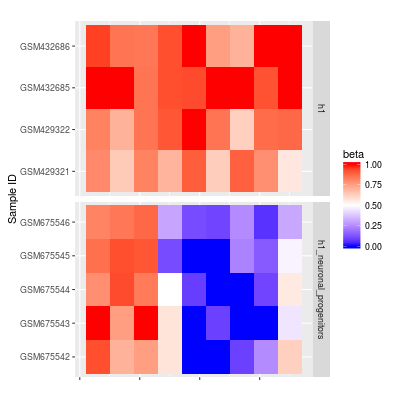 GSM432686
GSM432685
GSM429322
GSM429321
h1
GSM675546
GSM675545
GSM675544
GSM675543
GSM675542
h1_neuronal_progenitors
Sample ID
beta
1.00
0.75
0.50
0.25
0.00